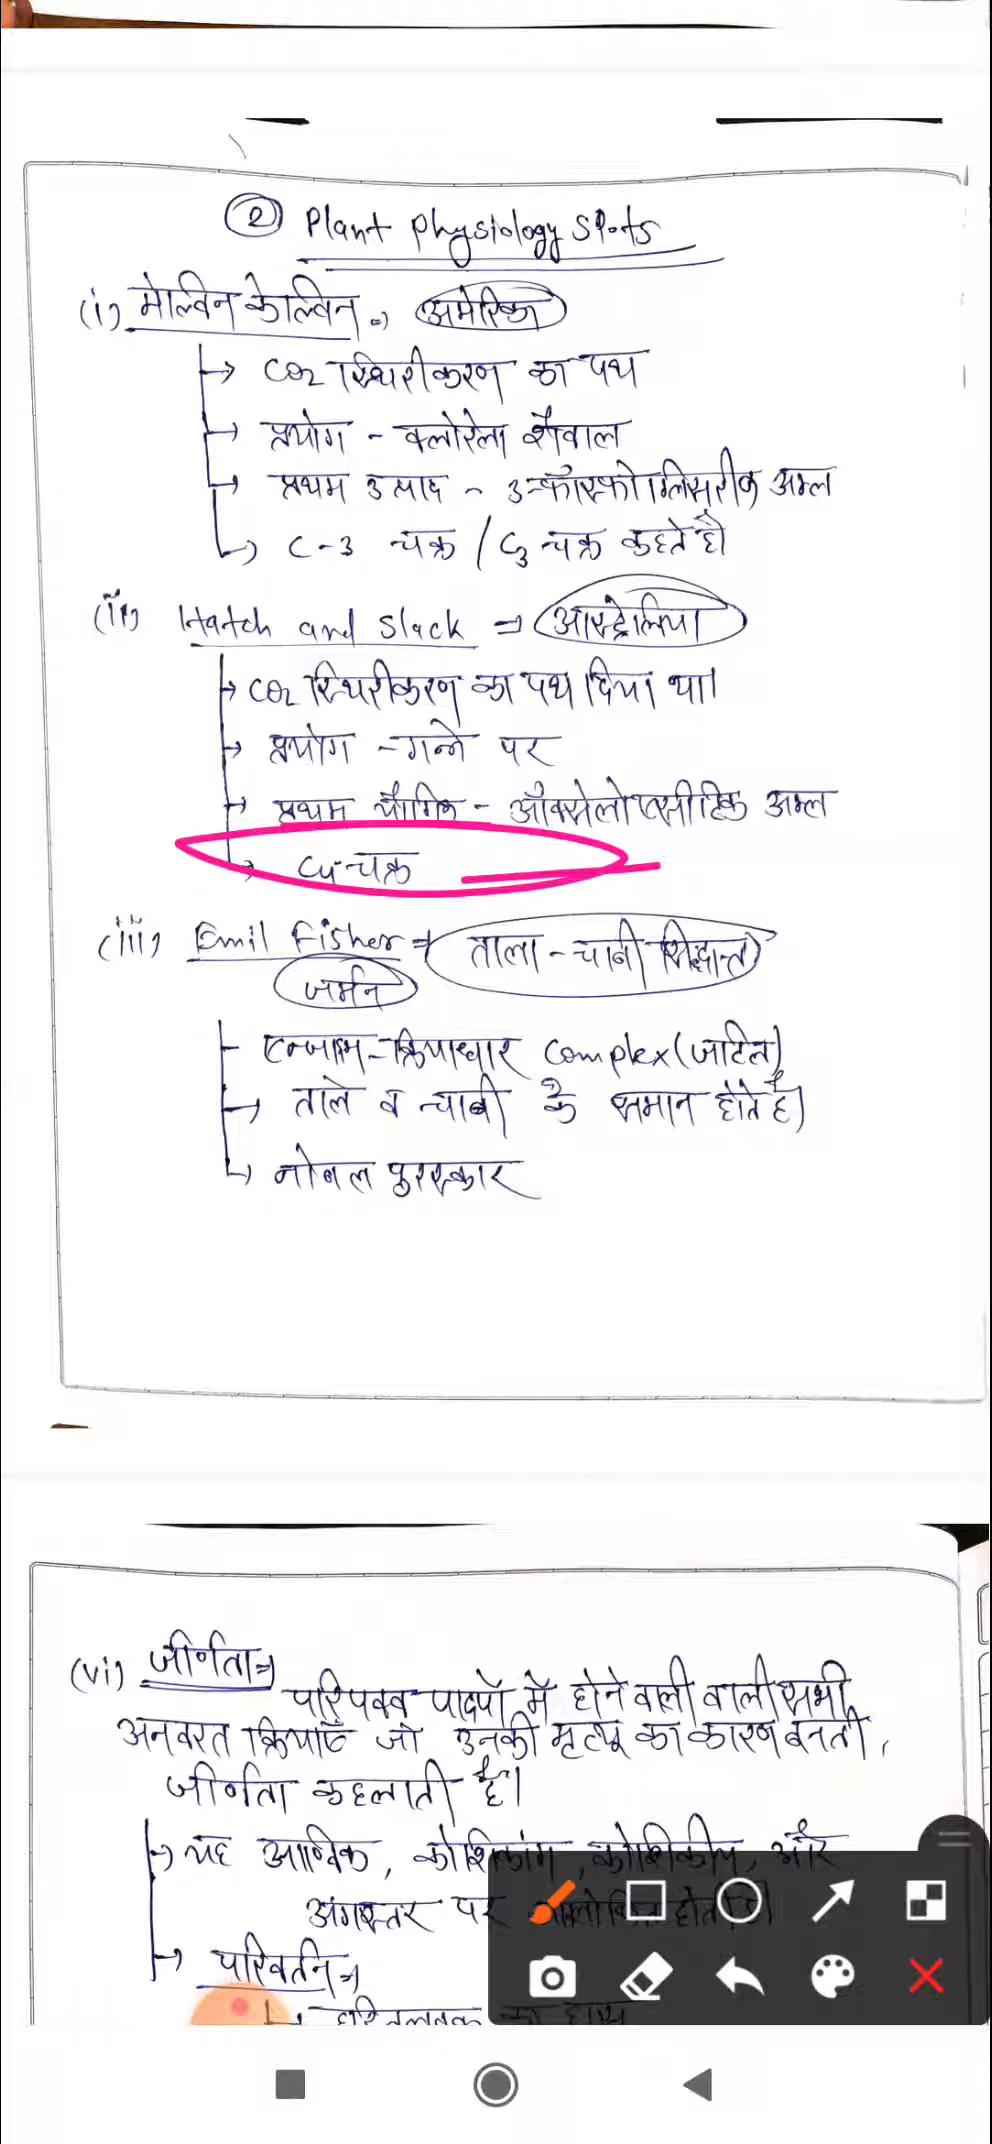 ② Plant Physiology Spots
(i) मेल्विन केल्विन → अमेरिका
→ CO2 स्थिरीकरण का पथ
→ प्रयोग - क्लोरेला शैवाल
→ प्रथम उत्पाद - 3-फॉस्फोग्लिसरीक अम्ल
→ C-3 चक्र / C3 चक्र कहते है
(ii) Hatch and Slack ⇒ आस्ट्रेलिया
→ CO2 स्थिरीकरण का पथ दिया था।
→ प्रयोग - गन्ने पर
→ प्रथम यौगिक - ऑक्सेलोएसीटिक अम्ल
→ C4-चक्र
(iii) Emil Fisher ⇒ ताला - चाबी सिद्धान्त
जर्मन
एन्जाइम-क्रियाधार Complex (जटिल)
→ ताले व चाबी के समान होते है।
→ नोबल पुरस्कार
(vi) जीर्णता ⇒
परिपक्व पादपों में होने वाली वाली सभी
अनवरत क्रियाएँ जो उनकी मृत्यु का कारण बनती,
जीर्णता कहलाती है।
→ यह आण्विक, कोशिकांग, कोशिकीय, और
अंगस्तर पर
→ परिवर्तन ⇒